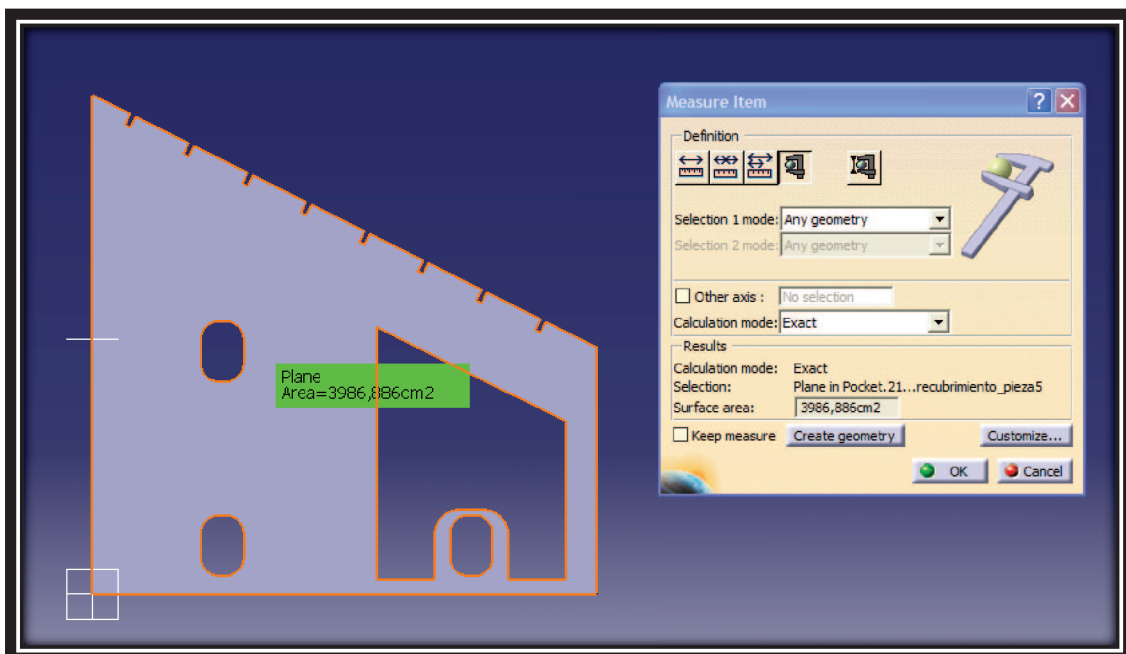 Plane
Area=3986,886cm2
Measure Item
Definition
Selection 1 mode: Any geometry
Selection 2 mode: Any geometry
Other axis : No selection
Calculation mode: Exact
Results
Calculation mode: Exact
Selection: Plane in Pocket.21...recubrimiento_pieza5
Surface area: 3986,886cm2
Keep measure Create geometry Customize...
OK Cancel